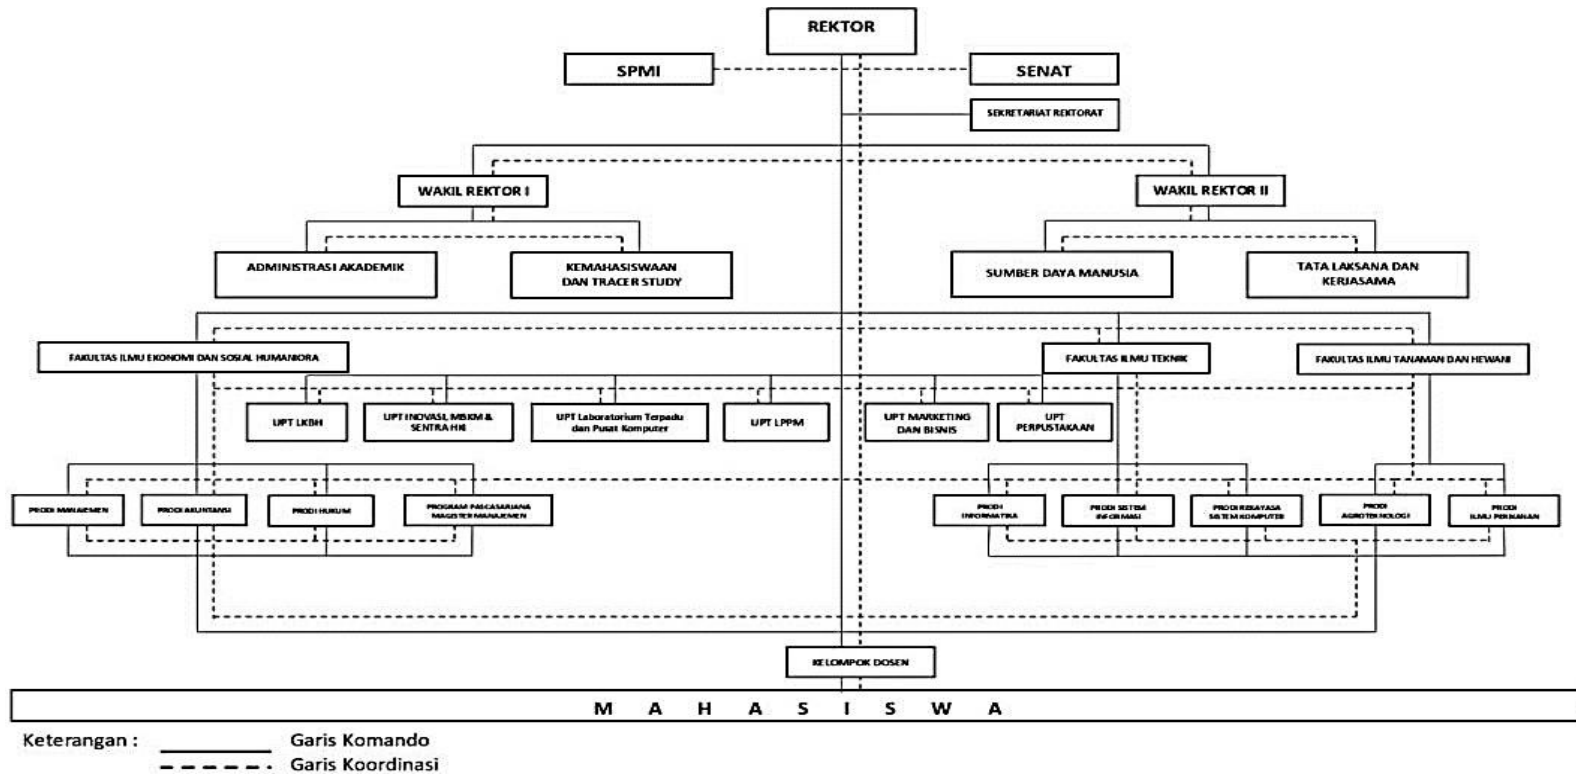 REKTOR
SPMI
SENAT
SEKRETARIAT REKTORAT
WAKIL REKTOR I
WAKIL REKTOR II
ADMINISTRASI AKADEMIK
KEMAHASISWAAN
DAN TRACER STUDY
SUMBER DAYA MANUSIA
TATA LAKSANA DAN
KERJASAMA
FAKULTAS ILMU EKONOMI DAN SOSIAL HUMANIORA
FAKULTAS ILMU TEKNIK
FAKULTAS ILMU TANAMAN DAN HEWANI
UPT LKBH
UPT INOVASI, MBKM &
SENTRA HKI
UPT Laboratorium Terpadu
dan Pusat Komputer
UPT LPPM
UPT MARKETING
DAN BISNIS
UPT
PERPUSTAKAAN
PRODI MANAJEMEN
PRODI AKUNTANSI
PRODI HUKUM
PROGRAM PASCASARJANA
MAGISTER MANAJEMEN
PRODI
INFORMATIKA
PRODI SISTEM
INFORMASI
PRODI REKAYASA
SISTEM KOMPUTER
PRODI
AGROTEKNOLOGI
PRODI
ILMU PERIKANAN
KELOMPOK DOSEN
M A H A S I S W A
Keterangan :
Garis Komando
Garis Koordinasi